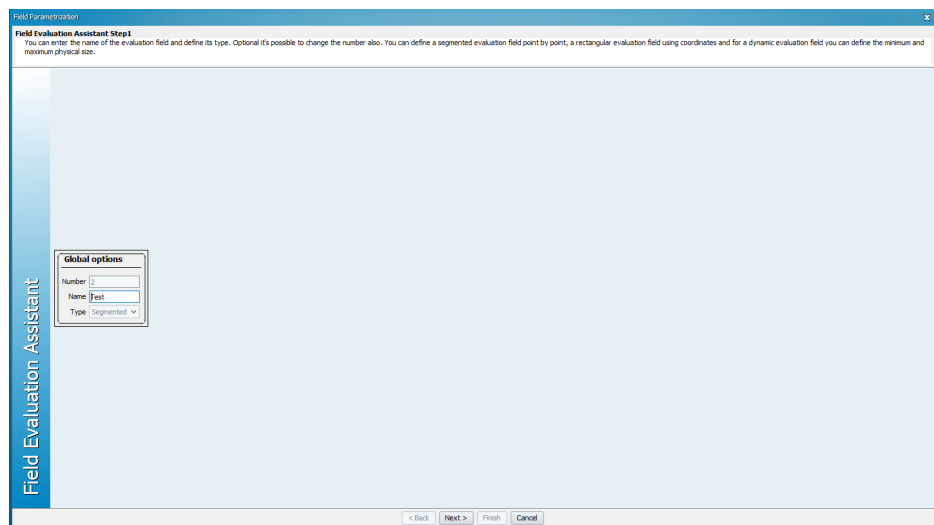 Field Parametrization
Field Evaluation Assistant Step1
You can enter the name of the evaluation field and define its type. Optional it's possible to change the number also. You can define a segmented evaluation field point by point, a rectangular evaluation field using coordinates and for a dynamic evaluation field you can define the minimum and
maximum physical size.
Field Evaluation Assistant
Global options
Number 2
Name Test
Type Segmented
< Back Next > Finish Cancel